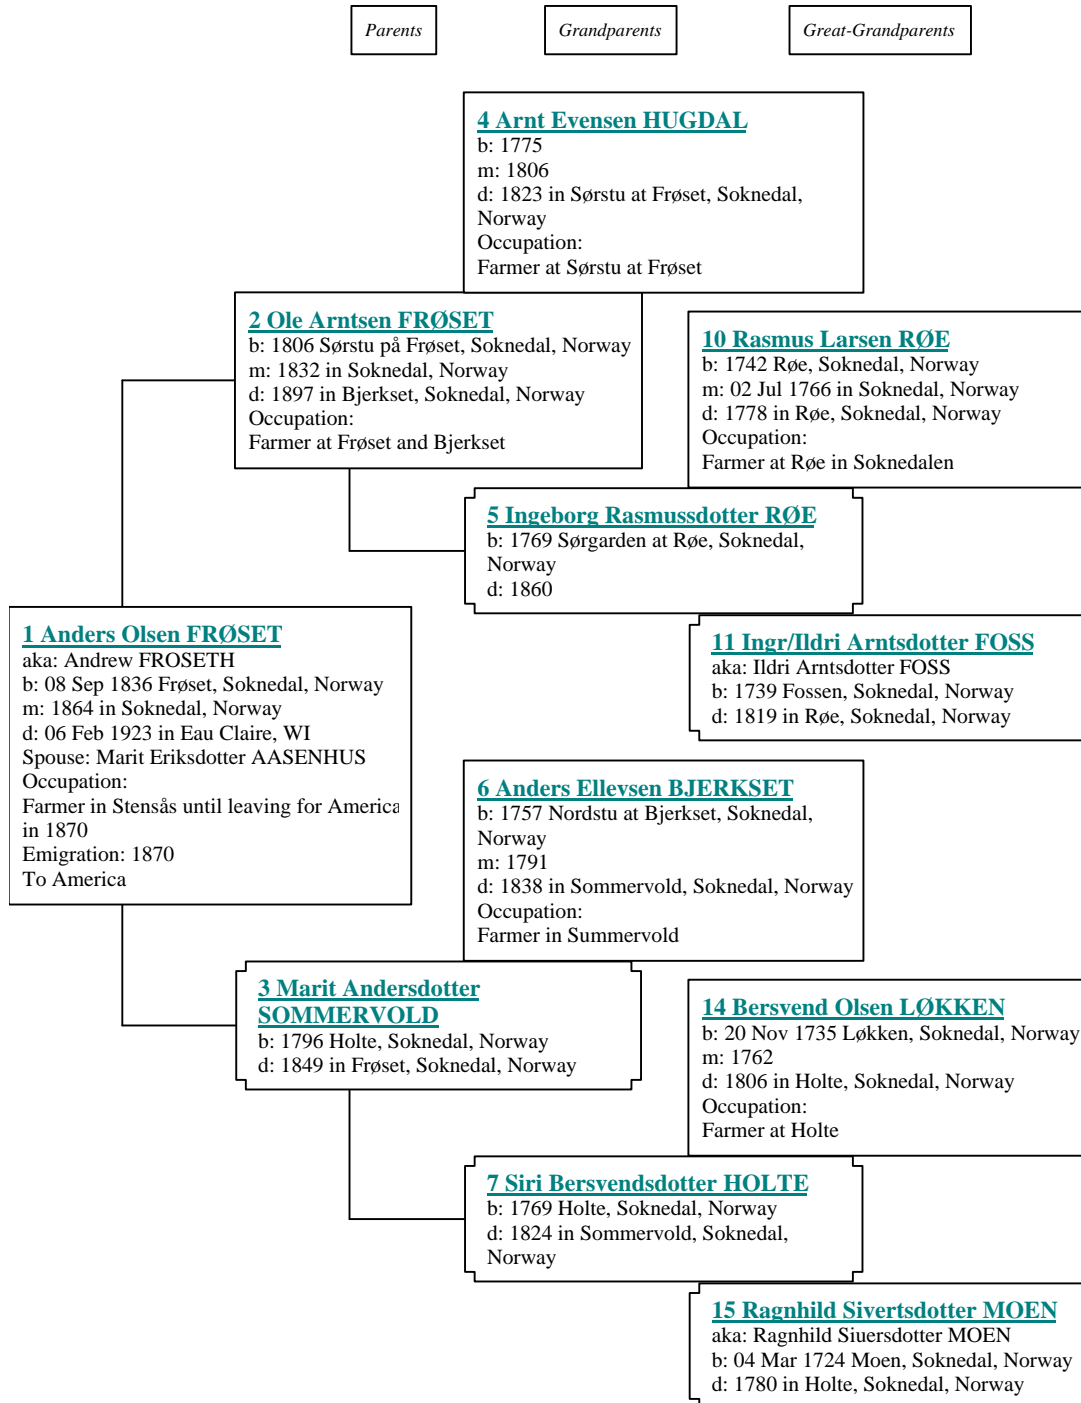 Parents
Grandparents
Great-Grandparents
4 Arnt Evensen HUGDAL
b: 1775
m: 1806
d: 1823 in Sørstu at Frøset, Soknedal,
Norway
Occupation:
Farmer at Sørstu at Frøset
2 Ole Arntsen FRØSET
b: 1806 Sørstu på Frøset, Soknedal, Norway
m: 1832 in Soknedal, Norway
d: 1897 in Bjerkset, Soknedal, Norway
Occupation:
Farmer at Frøset and Bjerkset
10 Rasmus Larsen RØE
b: 1742 Røe, Soknedal, Norway
m: 02 Jul 1766 in Soknedal, Norway
d: 1778 in Røe, Soknedal, Norway
Occupation:
Farmer at Røe in Soknedalen
5 Ingeborg Rasmussdotter RØE
b: 1769 Sørgarden at Røe, Soknedal,
Norway
d: 1860
11 Ingr/Ildri Arntsdotter FOSS
aka: Ildri Arntsdotter FOSS
b: 1739 Fossen, Soknedal, Norway
d: 1819 in Røe, Soknedal, Norway
1 Anders Olsen FRØSET
aka: Andrew FROSETH
b: 08 Sep 1836 Frøset, Soknedal, Norway
m: 1864 in Soknedal, Norway
d: 06 Feb 1923 in Eau Claire, WI
Spouse: Marit Eriksdotter AASENHUS
Occupation:
Farmer in Stensås until leaving for America
in 1870
Emigration: 1870
To America
6 Anders Ellevsen BJERKSET
b: 1757 Nordstu at Bjerkset, Soknedal,
Norway
m: 1791
d: 1838 in Sommervold, Soknedal, Norway
Occupation:
Farmer in Summervold
3 Marit Andersdotter
SOMMERVOLD
b: 1796 Holte, Soknedal, Norway
d: 1849 in Frøset, Soknedal, Norway
14 Bersvend Olsen LØKKEN
b: 20 Nov 1735 Løkken, Soknedal, Norway
m: 1762
d: 1806 in Holte, Soknedal, Norway
Occupation:
Farmer at Holte
7 Siri Bersvendsdotter HOLTE
b: 1769 Holte, Soknedal, Norway
d: 1824 in Sommervold, Soknedal,
Norway
15 Ragnhild Sivertsdotter MOEN
aka: Ragnhild Siuersdotter MOEN
b: 04 Mar 1724 Moen, Soknedal, Norway
d: 1780 in Holte, Soknedal, Norway